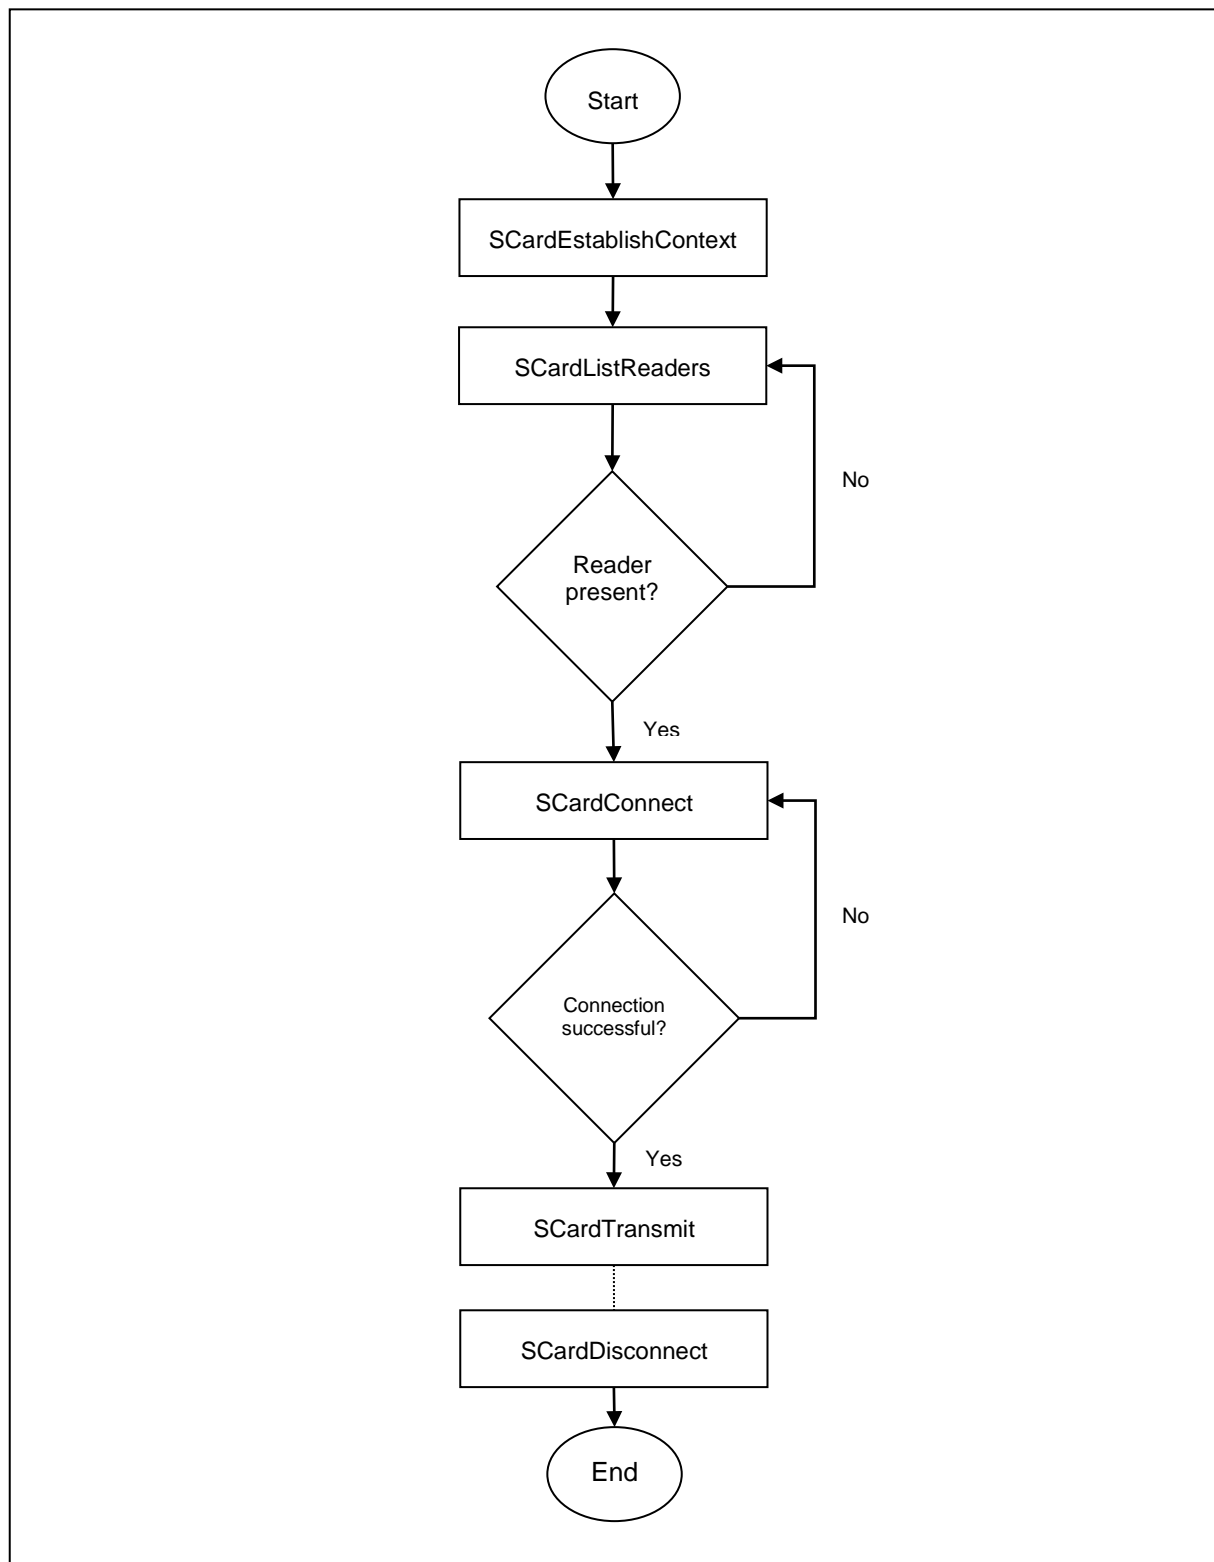 Start
SCardEstablishContext
SCardListReaders
No
Reader
present?
Yes
SCardConnect
No
Connection
successful?
Yes
SCardTransmit
SCardDisconnect
End